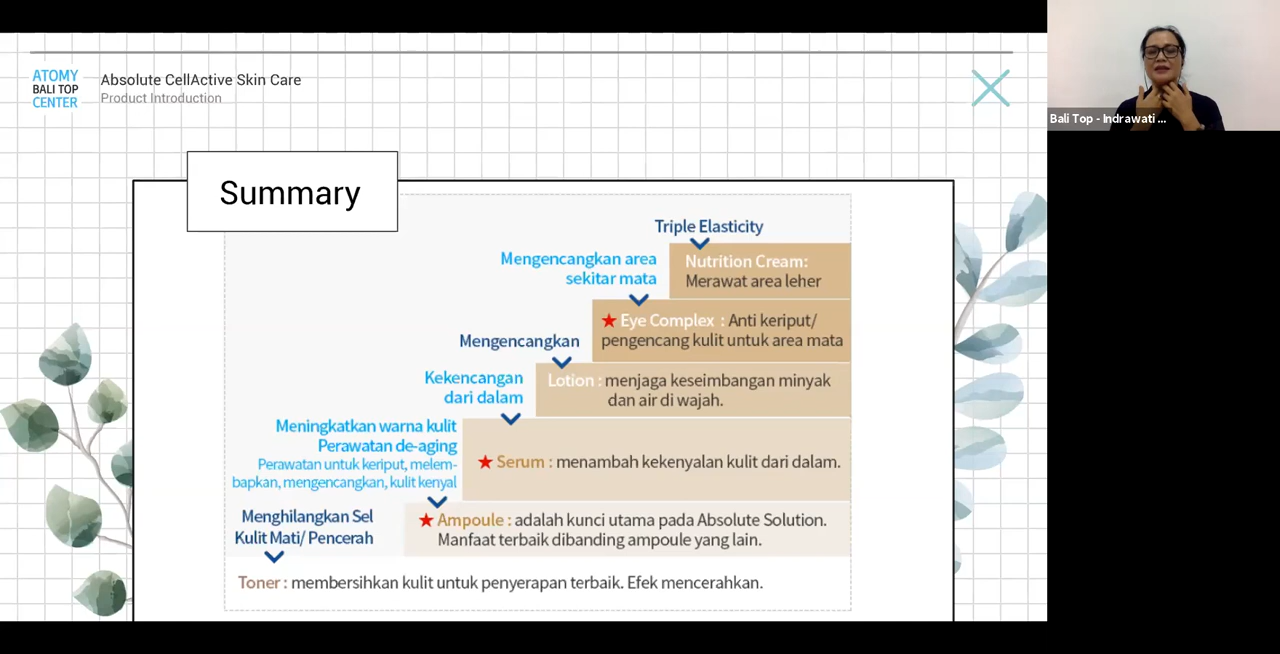 ATOMY
BALI TOP
CENTER
Absolute CellActive Skin Care
Product Introduction
Bali Top - Indrawati ...
Summary
Triple Elasticity
Nutrition Cream:
Merawat area leher
Mengencangkan area
sekitar mata
★ Eye Complex : Anti keriput/
pengencang kulit untuk area mata
Mengencangkan
Lotion : menjaga keseimbangan minyak
dan air di wajah.
Kekencangan
dari dalam
★ Serum : menambah kekenyalan kulit dari dalam.
Meningkatkan warna kulit
Perawatan de-aging
Perawatan untuk keriput, melem-
bapkan, mengencangkan, kulit kenyal
★ Ampoule : adalah kunci utama pada Absolute Solution.
Manfaat terbaik dibanding ampoule yang lain.
Menghilangkan Sel
Kulit Mati/ Pencerah
Toner : membersihkan kulit untuk penyerapan terbaik. Efek mencerahkan.